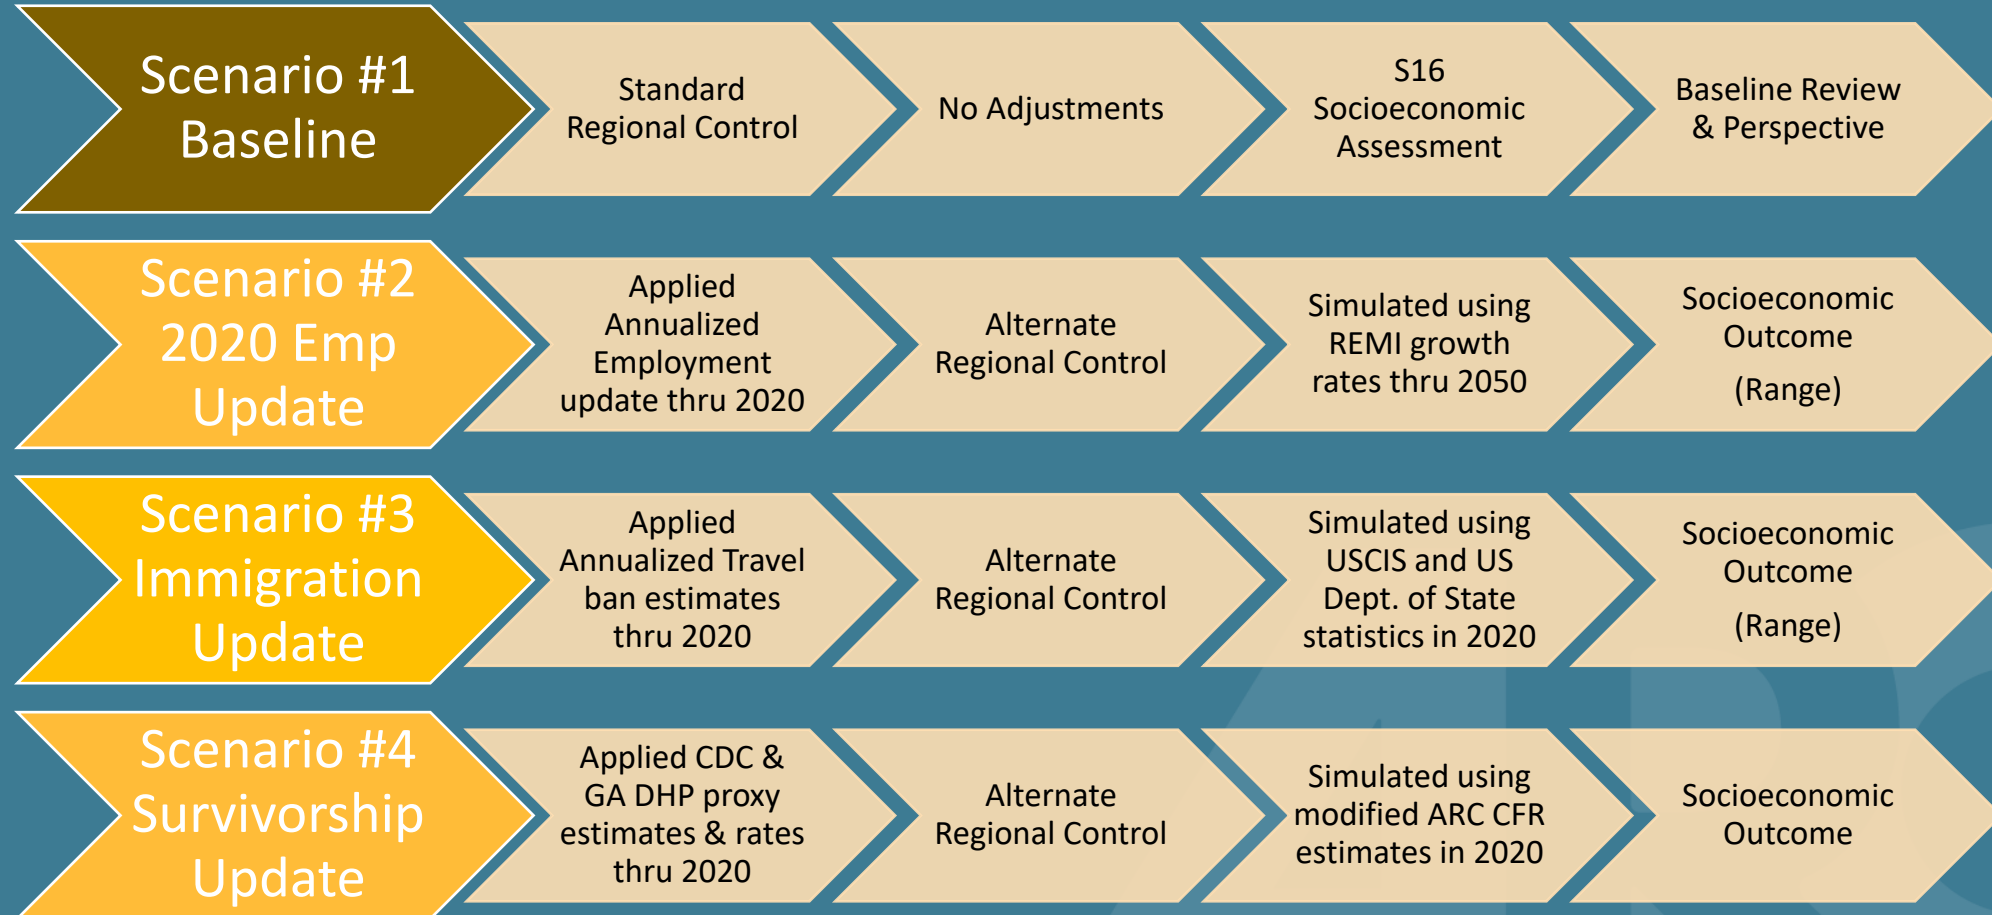 Scenario #1
Baseline
Standard
Regional Control
No Adjustments
S16
Socioeconomic
Assessment
Baseline Review
& Perspective
Scenario #2
2020 Emp
Update
Applied
Annualized
Employment
update thru 2020
Alternate
Regional Control
Simulated using
REMI growth
rates thru 2050
Socioeconomic
Outcome
(Range)
Scenario #3
Immigration
Update
Applied
Annualized Travel
ban estimates
thru 2020
Alternate
Regional Control
Simulated using
USCIS and US
Dept. of State
statistics in 2020
Socioeconomic
Outcome
(Range)
Scenario #4
Survivorship
Update
Applied CDC &
GA DHP proxy
estimates & rates
thru 2020
Alternate
Regional Control
Simulated using
modified ARC CFR
estimates in 2020
Socioeconomic
Outcome